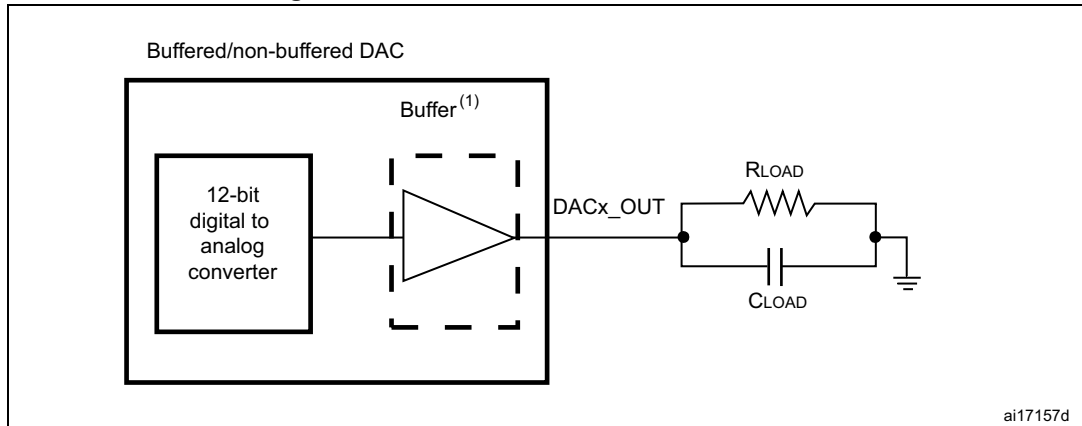 Buffered/non-buffered DAC
Buffer(1)
12-bit
digital to
analog
converter
DACx_OUT
RLOAD
CLOAD
ai17157d